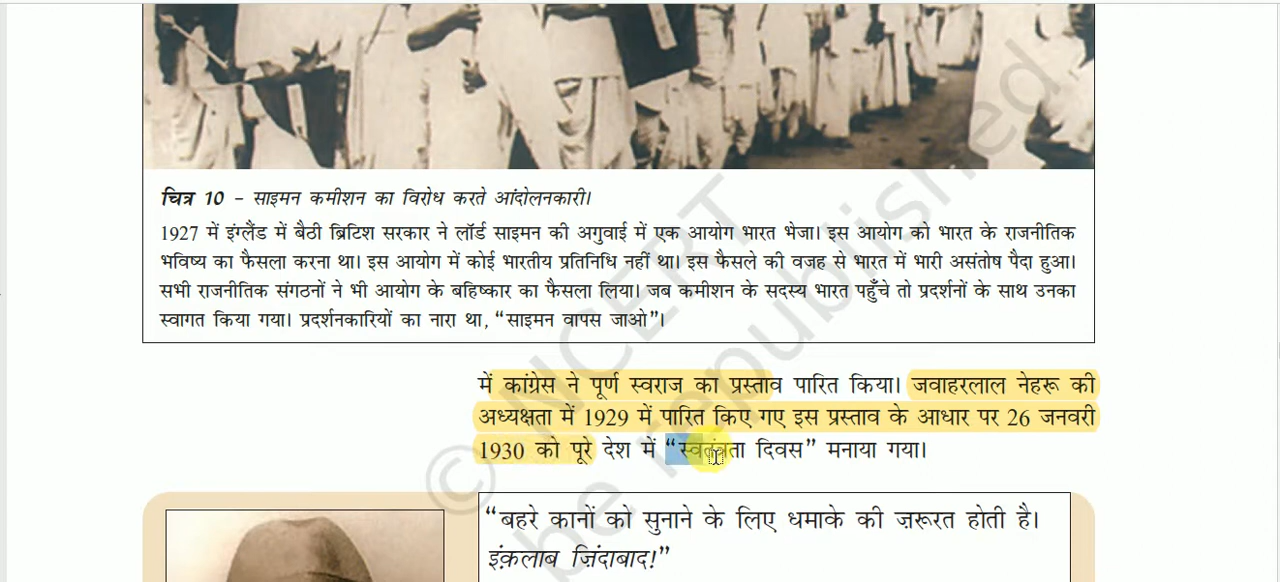 चित्र 10 – साइमन कमीशन का विरोध करते आंदोलनकारी।
1927 में इंग्लैंड में बैठी ब्रिटिश सरकार ने लॉर्ड साइमन की अगुवाई में एक आयोग भारत भेजा। इस आयोग को भारत के राजनीतिक
भविष्य का फैसला करना था। इस आयोग में कोई भारतीय प्रतिनिधि नहीं था। इस फैसले की वजह से भारत में भारी असंतोष पैदा हुआ।
सभी राजनीतिक संगठनों ने भी आयोग के बहिष्कार का फैसला लिया। जब कमीशन के सदस्य भारत पहुँचे तो प्रदर्शनों के साथ उनका
स्वागत किया गया। प्रदर्शनकारियों का नारा था, “साइमन वापस जाओ”।
में कांग्रेस ने पूर्ण स्वराज का प्रस्ताव पारित किया। जवाहरलाल नेहरू की
अध्यक्षता में 1929 में पारित किए गए इस प्रस्ताव के आधार पर 26 जनवरी
1930 को पूरे देश में “स्वतंत्रता दिवस” मनाया गया।
“बहरे कानों को सुनाने के लिए धमाके की ज़रूरत होती है।
इंक़लाब ज़िंदाबाद!”
© NCERT
be republished